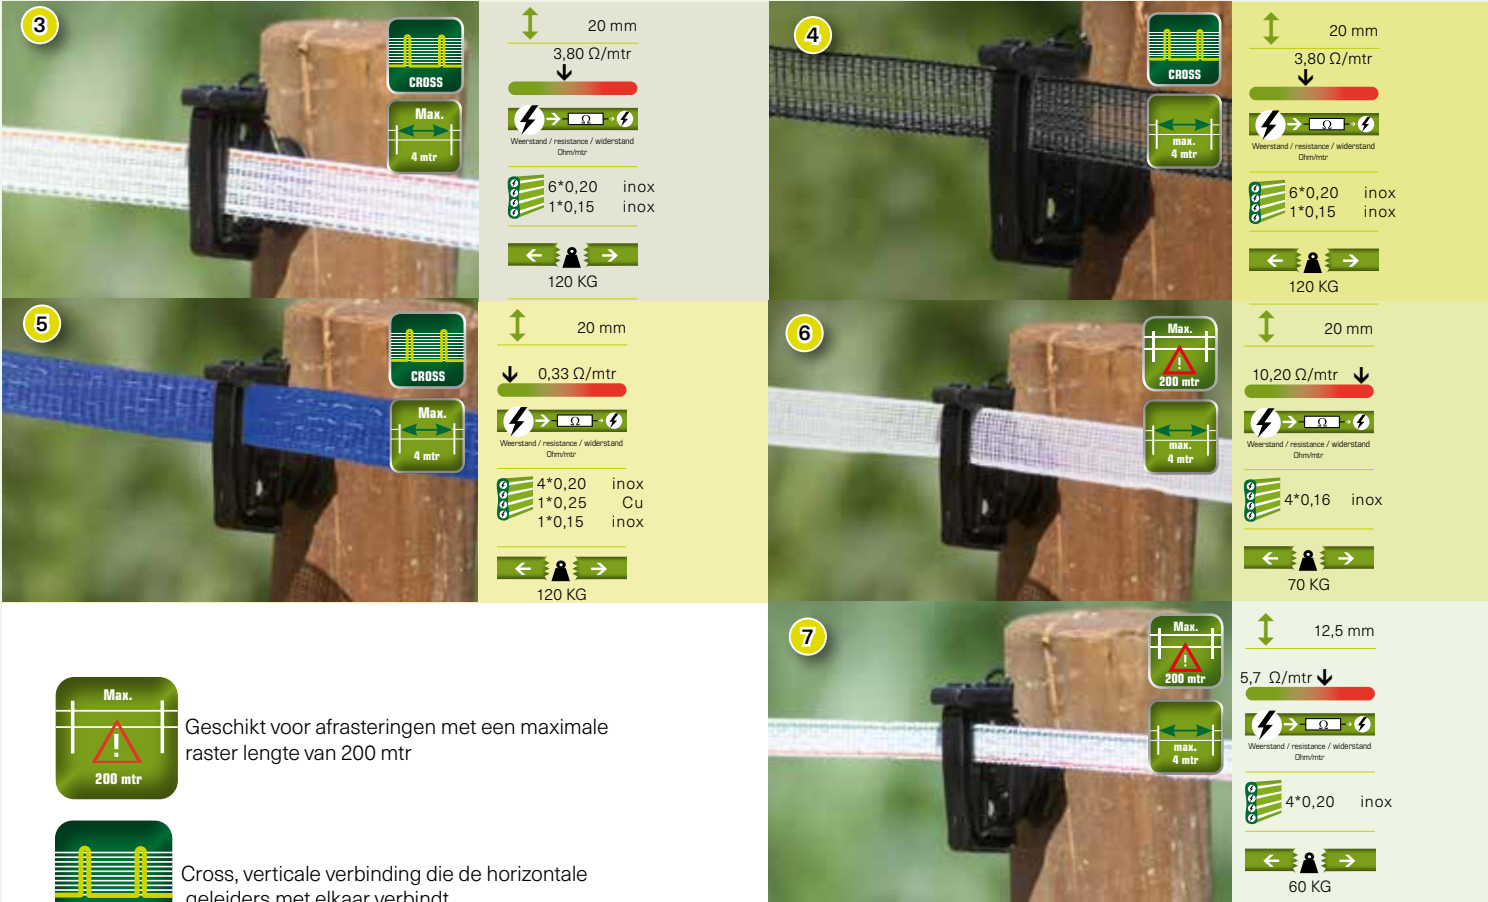 3
CROSS
Max.
4 mtr
20 mm
3,80 Ω/mtr
Ω
Weerstand / resistance / widerstand
Ohm/mtr
6*0,20 inox
1*0,15 inox
120 KG
4
CROSS
max.
4 mtr
20 mm
3,80 Ω/mtr
Ω
Weerstand / resistance / widerstand
Ohm/mtr
6*0,20 inox
1*0,15 inox
120 KG
5
CROSS
Max.
4 mtr
20 mm
0,33 Ω/mtr
Ω
Weerstand / resistance / widerstand
Ohm/mtr
4*0,20 inox
1*0,25 Cu
1*0,15 inox
120 KG
6
Max.
!
200 mtr
max.
4 mtr
20 mm
10,20 Ω/mtr
Ω
Weerstand / resistance / widerstand
Ohm/mtr
4*0,16 inox
70 KG
7
Max.
!
200 mtr
max.
4 mtr
12,5 mm
5,7 Ω/mtr
Ω
Weerstand / resistance / widerstand
Ohm/mtr
4*0,20 inox
60 KG
Max.
!
200 mtr
Geschikt voor afrasteringen met een maximale
raster lengte van 200 mtr
Cross, verticale verbinding die de horizontale
geleiders met elkaar verbindt